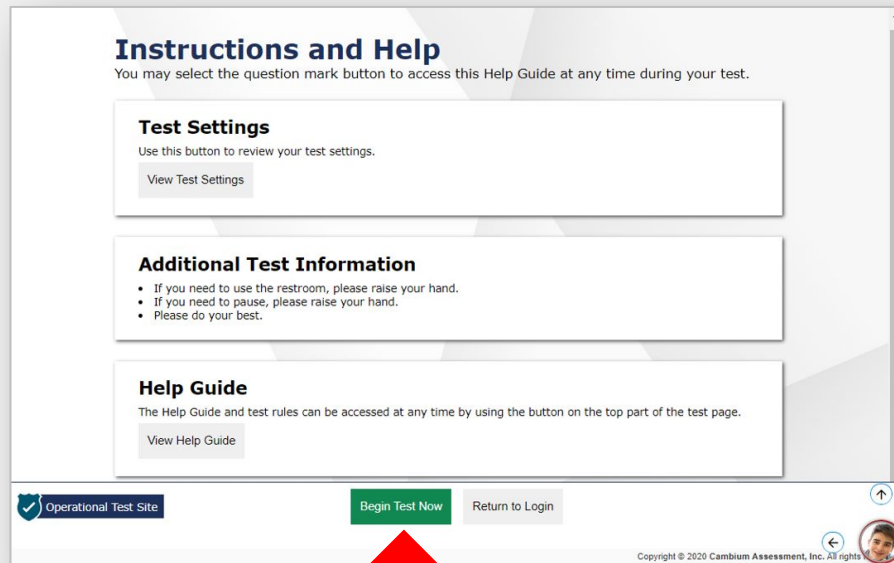 Instructions and Help
You may select the question mark button to access this Help Guide at any time during your test.
Test Settings
Use this button to review your test settings.
View Test Settings
Additional Test Information
• If you need to use the restroom, please raise your hand.
• If you need to pause, please raise your hand.
• Please do your best.
Help Guide
The Help Guide and test rules can be accessed at any time by using the button on the top part of the test page.
View Help Guide
Operational Test Site
Begin Test Now
Return to Login
Copyright © 2020 Cambium Assessment, Inc. All rights